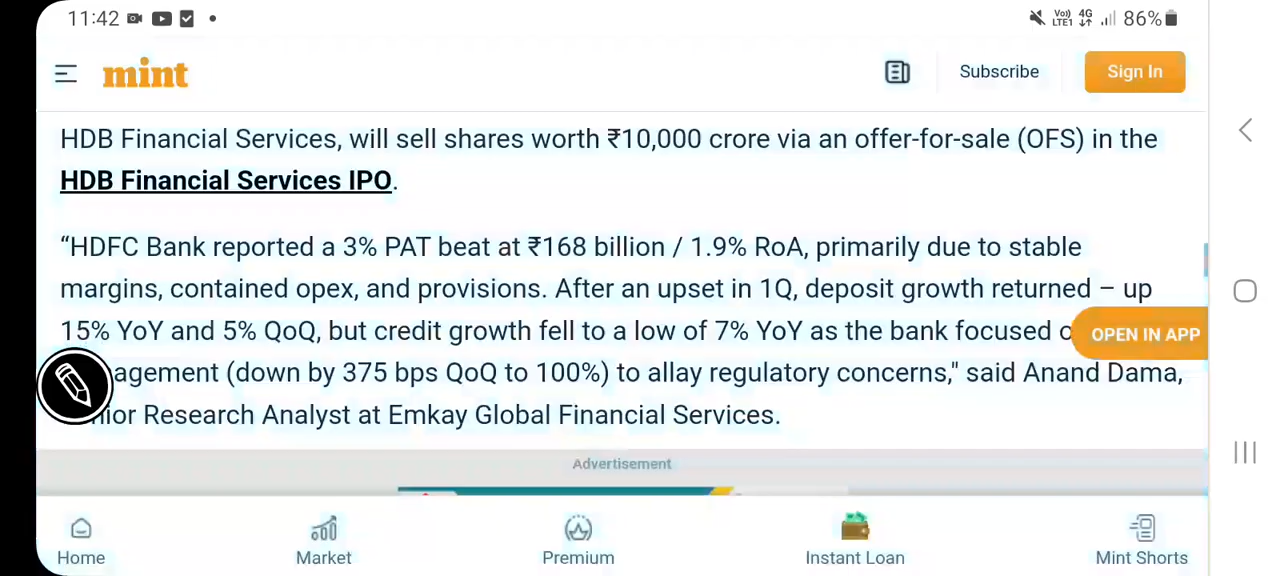 11:42
Vo)) LTE1 4G 86%
mint
Subscribe
Sign In
HDB Financial Services, will sell shares worth ₹10,000 crore via an offer-for-sale (OFS) in the
HDB Financial Services IPO.
“HDFC Bank reported a 3% PAT beat at ₹168 billion / 1.9% RoA, primarily due to stable
margins, contained opex, and provisions. After an upset in 1Q, deposit growth returned – up
15% YoY and 5% QoQ, but credit growth fell to a low of 7% YoY as the bank focused
OPEN IN APP
agement (down by 375 bps QoQ to 100%) to allay regulatory concerns," said Anand Dama,
nior Research Analyst at Emkay Global Financial Services.
Advertisement
Home
Market
Premium
Instant Loan
Mint Shorts